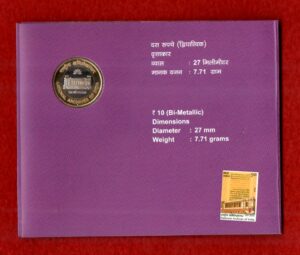 दस रुपये (द्विधात्विक)
वृत्ताकार
व्यास : 27 मिलीमीटर
मानक वजन : 7.71 ग्राम
₹ 10 (Bi-Metallic)
Dimensions
Diameter : 27 mm
Weight : 7.71 grams